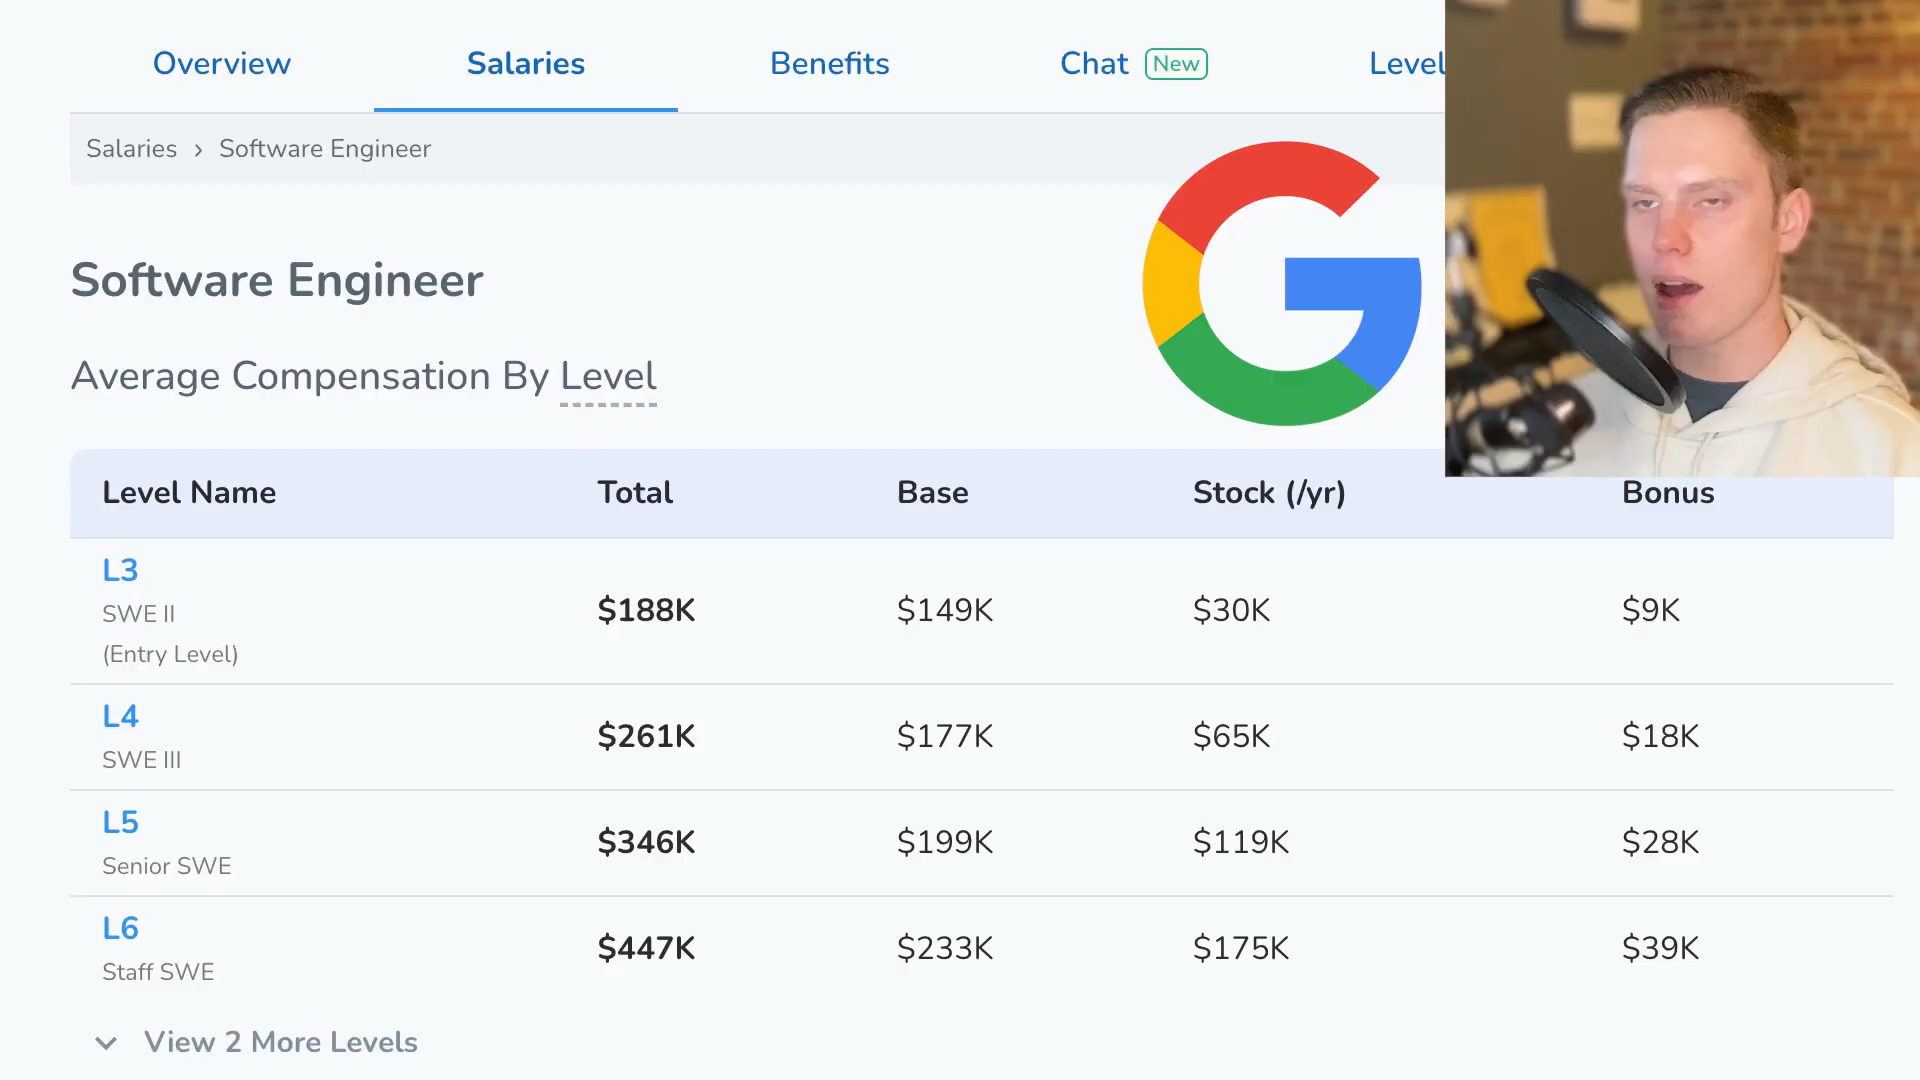 Overview Salaries Benefits Chat New Level
Salaries › Software Engineer
Software Engineer
Average Compensation By Level
Level Name Total Base Stock (/yr) Bonus
L3
SWE II
(Entry Level)
$188K $149K $30K $9K
L4
SWE III
$261K $177K $65K $18K
L5
Senior SWE
$346K $199K $119K $28K
L6
Staff SWE
$447K $233K $175K $39K
View 2 More Levels